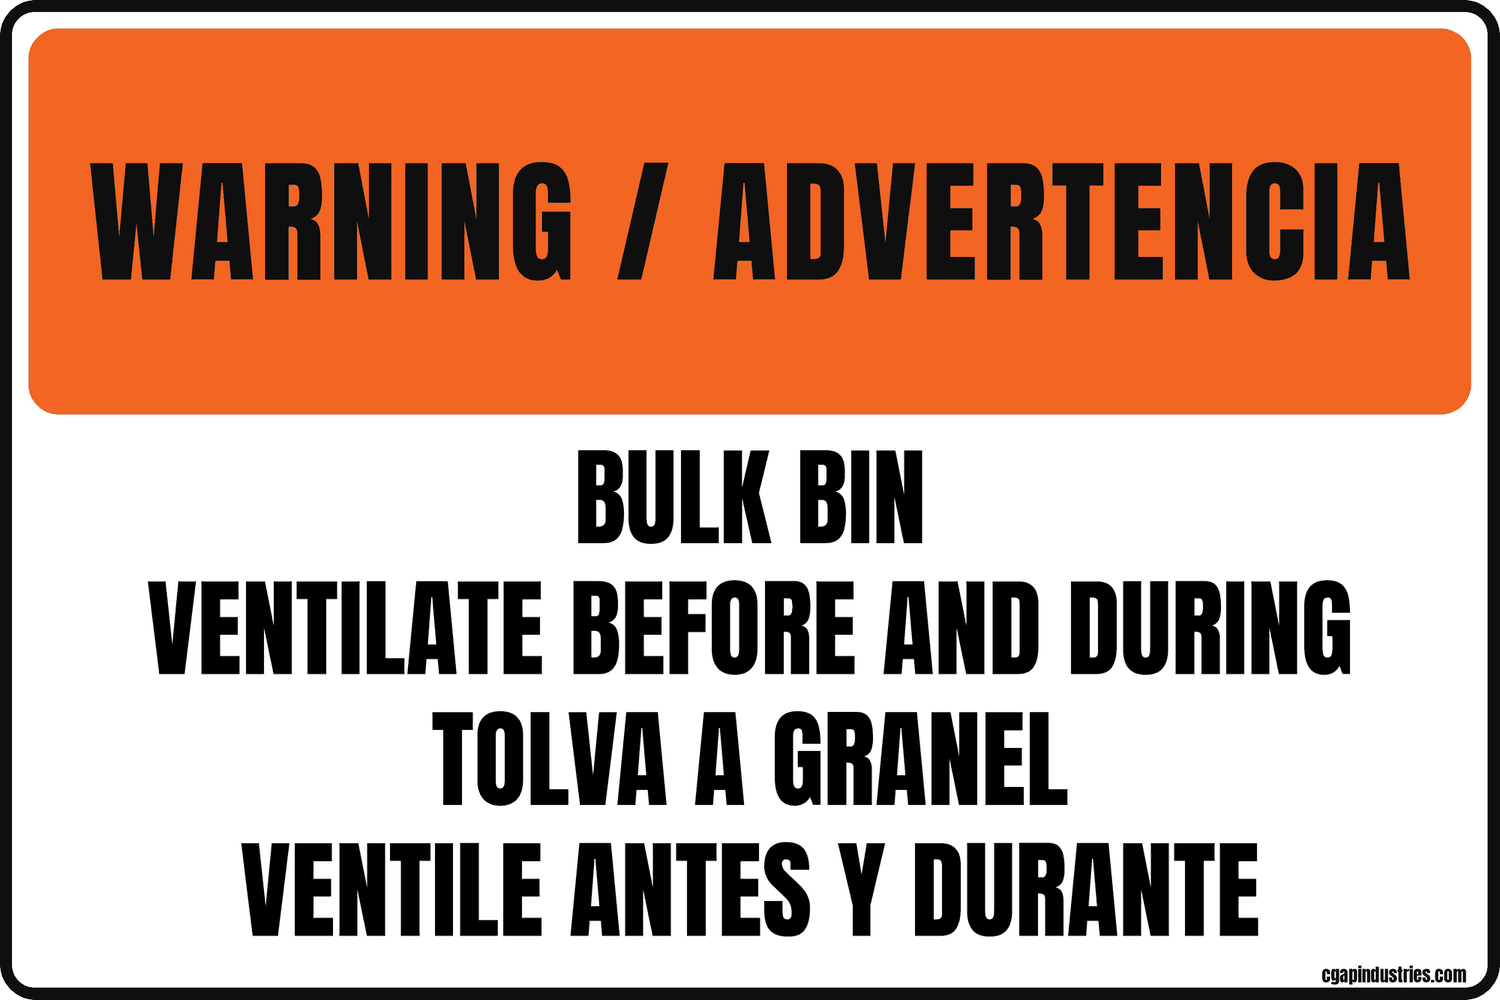 WARNING / ADVERTENCIA
BULK BIN
VENTILATE BEFORE AND DURING
TOLVA A GRANEL
VENTILE ANTES Y DURANTE
cgapindustries.com